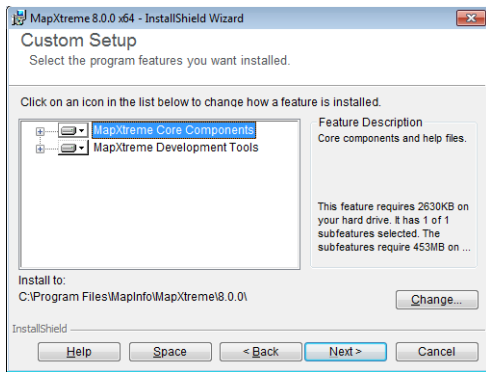 MapXtreme 8.0.0 x64 - InstallShield Wizard
Custom Setup
Select the program features you want installed.
Click on an icon in the list below to change how a feature is installed.
MapXtreme Core Components
MapXtreme Development Tools
Feature Description
Core components and help files.
This feature requires 2630KB on
your hard drive. It has 1 of 1
subfeatures selected. The
subfeatures require 453MB on ...
Install to:
C:\Program Files\MapInfo\MapXtreme\8.0.0\
Change...
InstallShield
Help Space < Back Next > Cancel